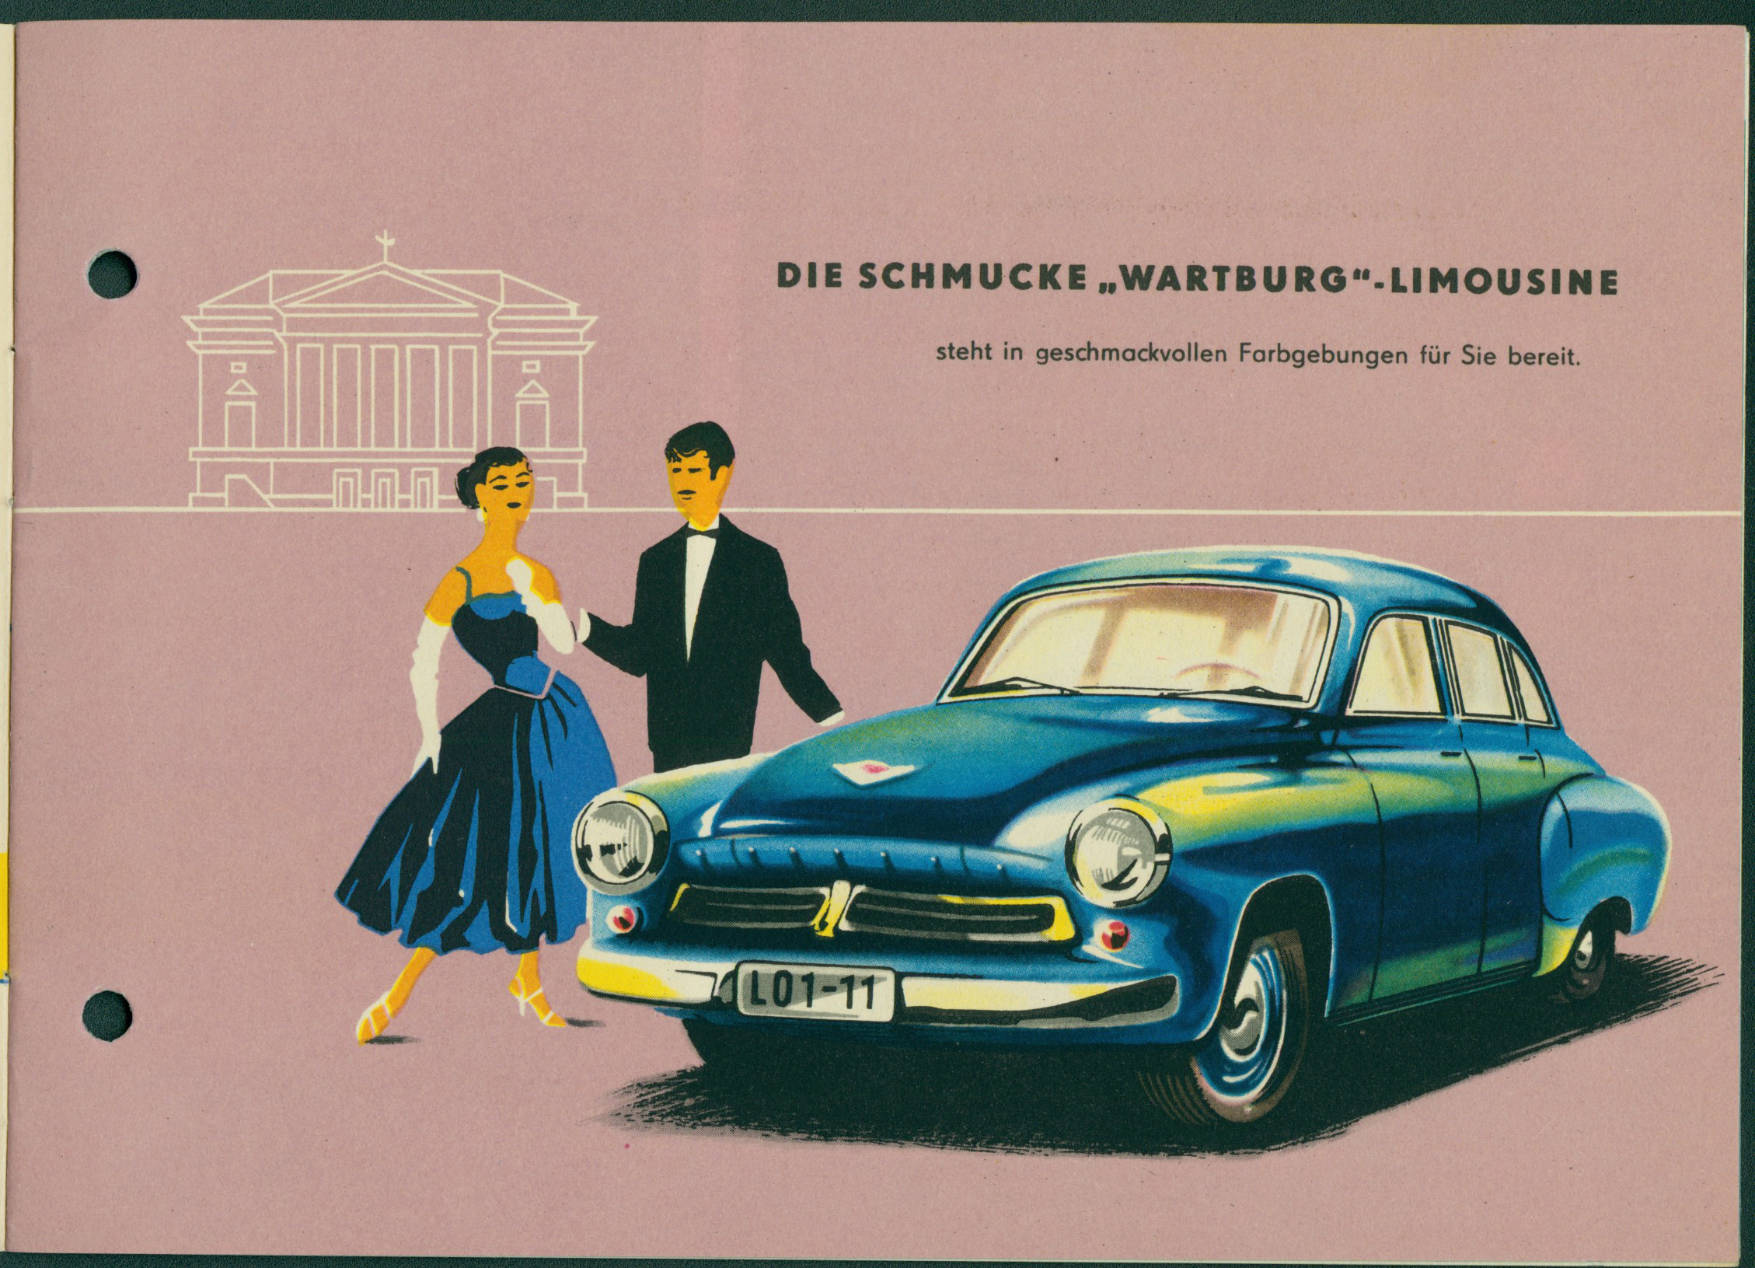 DIE SCHMUCKE „WARTBURG“-LIMOUSINE
steht in geschmackvollen Farbgebungen für Sie bereit.
L01-11